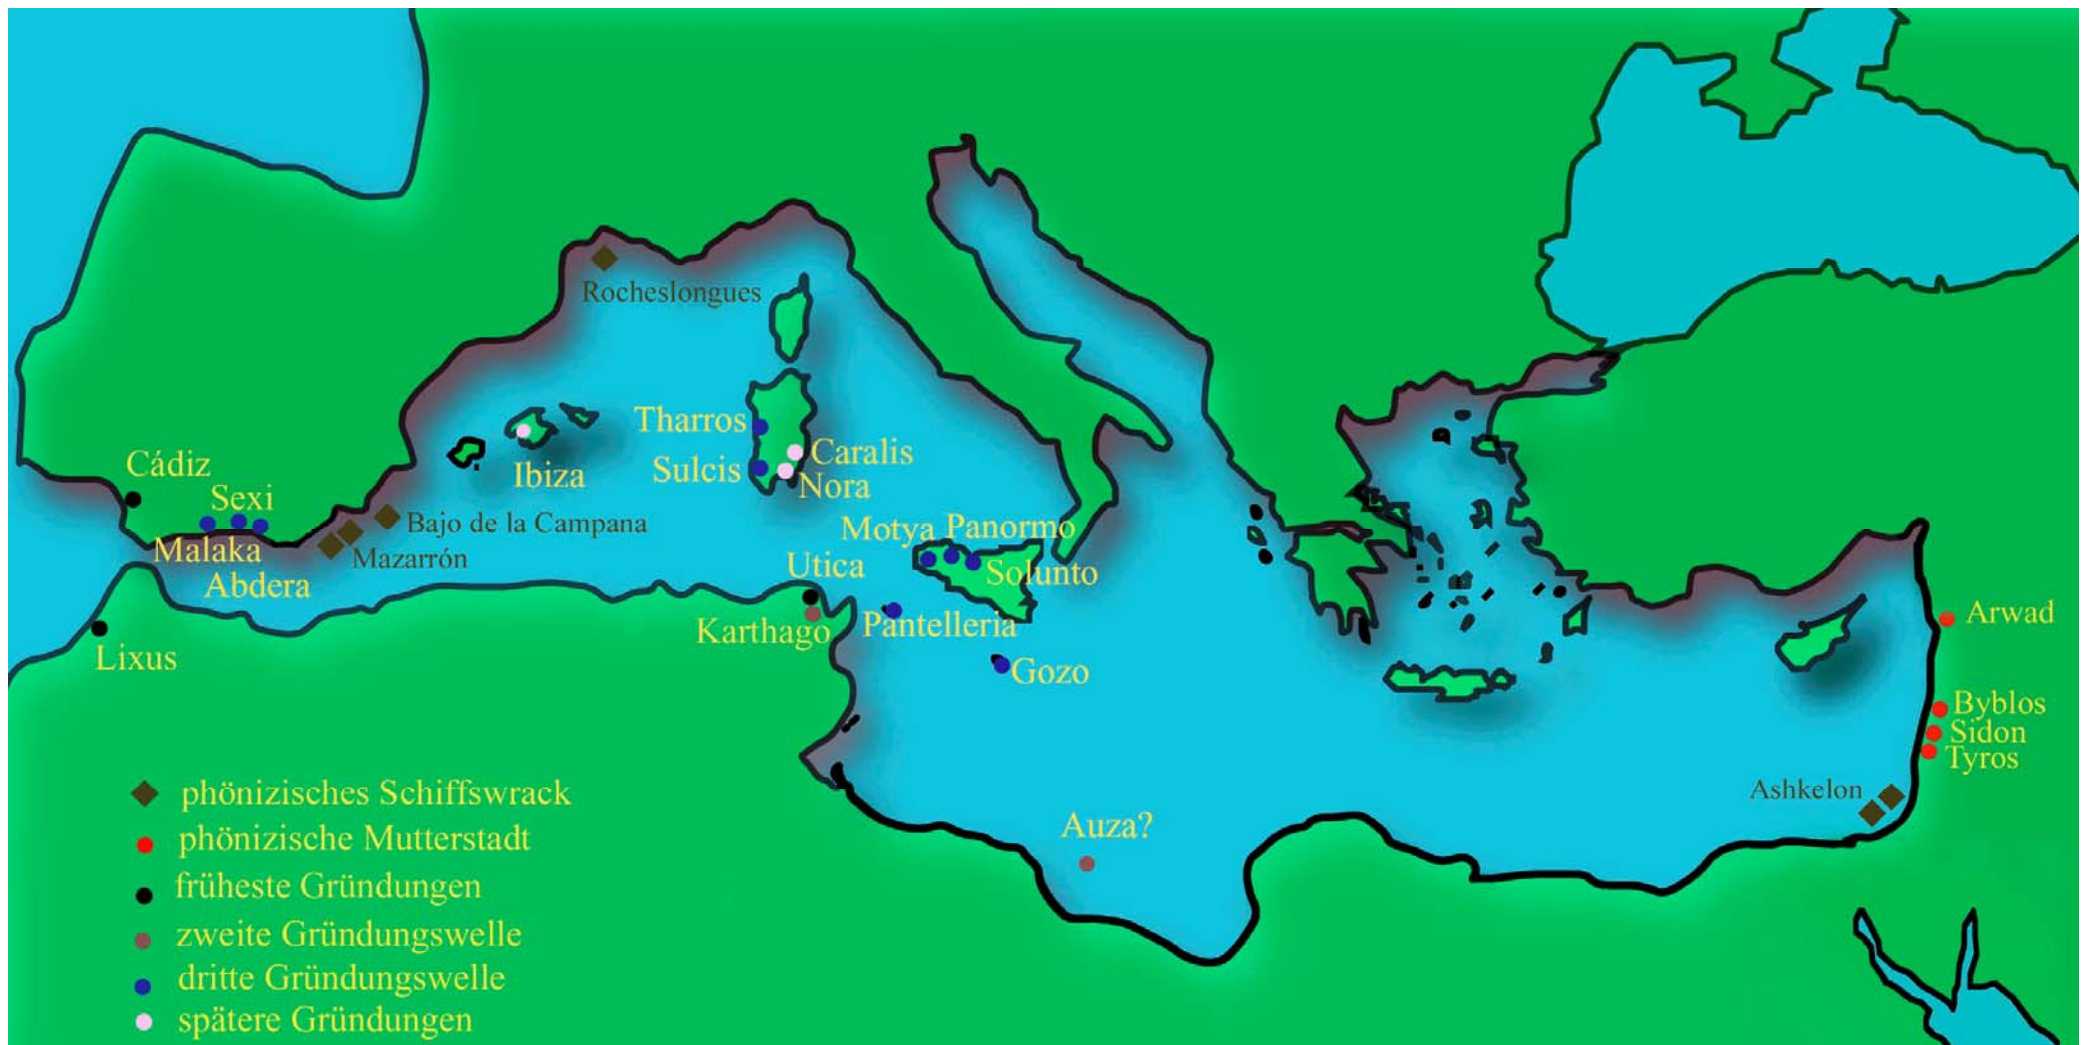 Rocheslongues
Tharros
Caralis
Sulcis
Nora
Ibiza
Cádiz
Sexi
Bajo de la Campana
Malaka
Mazarrón
Abdera
Motya
Panormo
Utica
Solunto
Karthago
Pantelleria
Lixus
Gozo
Arwad
Byblos
Sidon
Tyros
Ashkelon
Auza?
phönizisches Schiffswrack
phönizische Mutterstadt
früheste Gründungen
zweite Gründungswelle
dritte Gründungswelle
spätere Gründungen